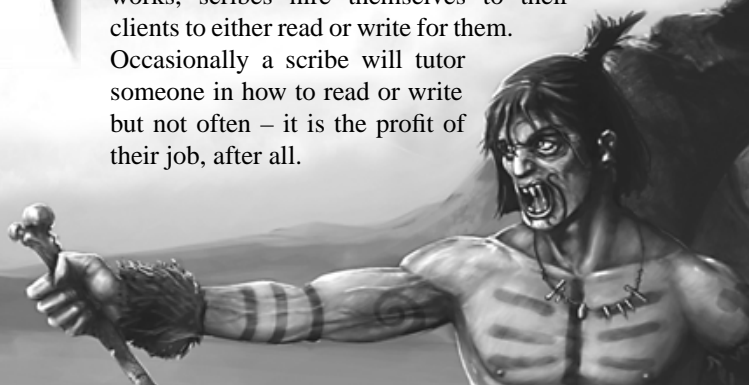 works, scribes hire themselves to their
clients to either read or write for them.
Occasionally a scribe will tutor
someone in how to read or write
but not often – it is the profit of
their job, after all.